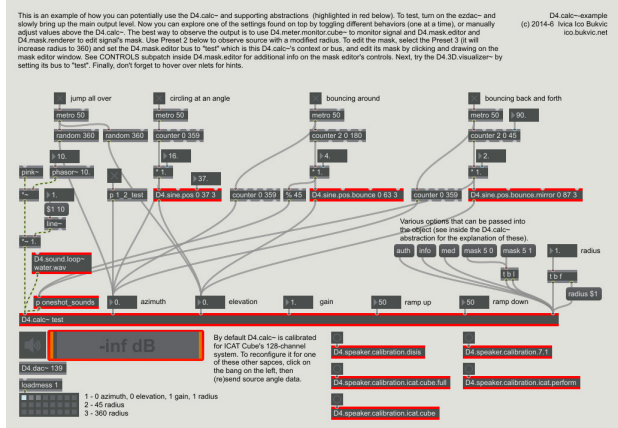 This is an example of how you can potentially use the D4.calc~ and supporting abstractions (highlighted in red below). To test, turn on the ezdac~ and
slowly bring up the main output level. Now you can explore one of the settings found on top by toggling different behaviors (one at a time), or manually
adjust values above the D4.calc~. The best way to observe the output is to use D4.meter.monitor.cube~ to monitor signal and D4.mask.editor and
D4.mask.renderer to edit signal's mask. Use Preset 2 below to observe source with a modified radius. To edit the mask, select the Preset 3 (it will
increase radius to 360) and set the D4.mask.editor bus to "test" which is this D4.calc~'s context or bus, and edit its mask by clicking and drawing on the
mask editor window. See CONTROLS subpatch inside D4.mask.editor for additional info on the mask editor's controls. Next, try the D4.3D.visualizer~ by
setting its bus to "test". Finally, don't forget to hover over nlets for hints.
D4.calc~-example
(c) 2014-6 Ivica Ico Bukvic
ico.bukvic.net
jump all over
circling at an angle
bouncing around
bouncing back and forth
metro 50
metro 50
metro 50
metro 50
90.
random 360
random 360
counter 0 359
counter 2 0 180
counter 2 0 45
10.
16.
4.
2.
pink~
phasor~ 10.
* 1.
37.
* 1.
* 1.
*~
1.
p 1_2_test
D4.sine.pos 0 37 3
counter 0 359
% 45
D4.sine.pos.bounce 0 63 3
counter 0 359
D4.sine.pos.bounce.mirror 0 87 3
$1 10
line~
Various options that can be passed into
the object (see inside the D4.calc~
abstraction for the explanation of these).
*~ 1.
auth
info
med
mask 5 0
mask 5 1
1.
radius
D4.sound.loop~
water.wav
t b l
t b f
radius $1
p oneshot_sounds
0.
azimuth
0.
elevation
1.
gain
50
ramp up
50
ramp down
D4.calc~ test
-inf dB
By default D4.calc~ is calibrated
for ICAT Cube's 128-channel
system. To reconfigure it for one
of these other sapces, click on
the bang on the left, then
(re)send source angle data.
D4.speaker.calibration.disis
D4.speaker.calibration.7.1
D4.dac~ 139
D4.speaker.calibration.icat.cube.full
D4.speaker.calibration.icat.perform
loadmess 1
1 - 0 azimuth, 0 elevation, 1 gain, 1 radius
2 - 45 radius
3 - 360 radius
D4.speaker.calibration.icat.cube